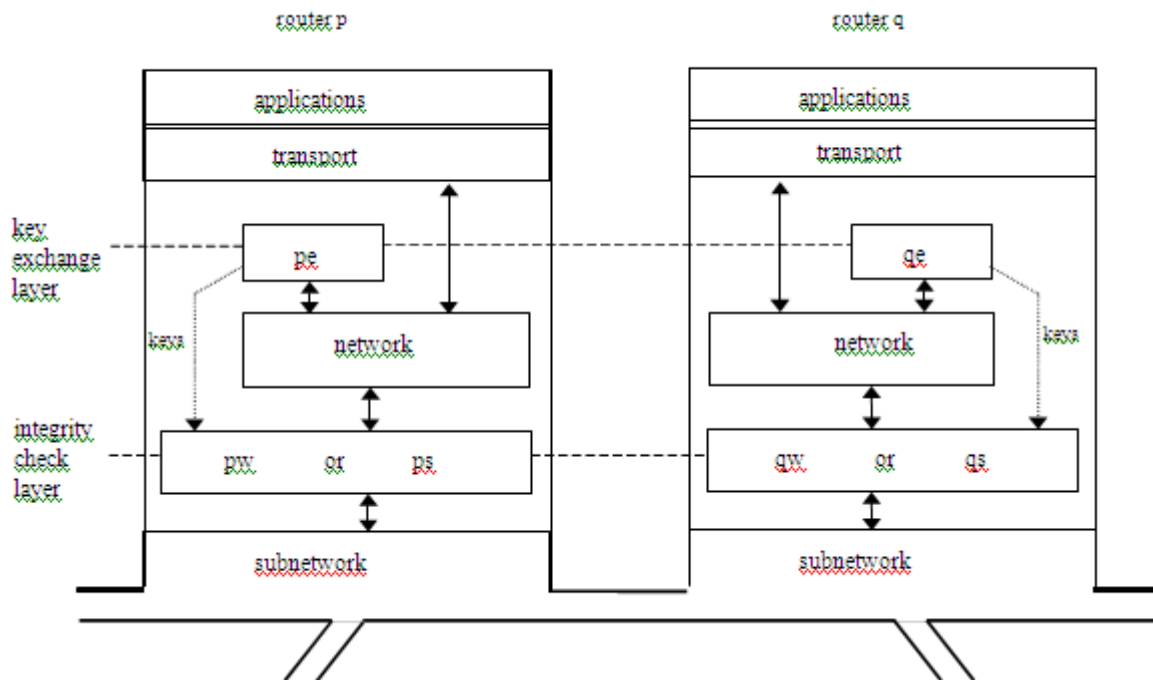 router p
router q
applications
applications
transport
transport
key
exchange
layer
pe
qe
keys
keys
network
network
integrity
check
layer
pw or ps
qw or qs
subnetwork
subnetwork